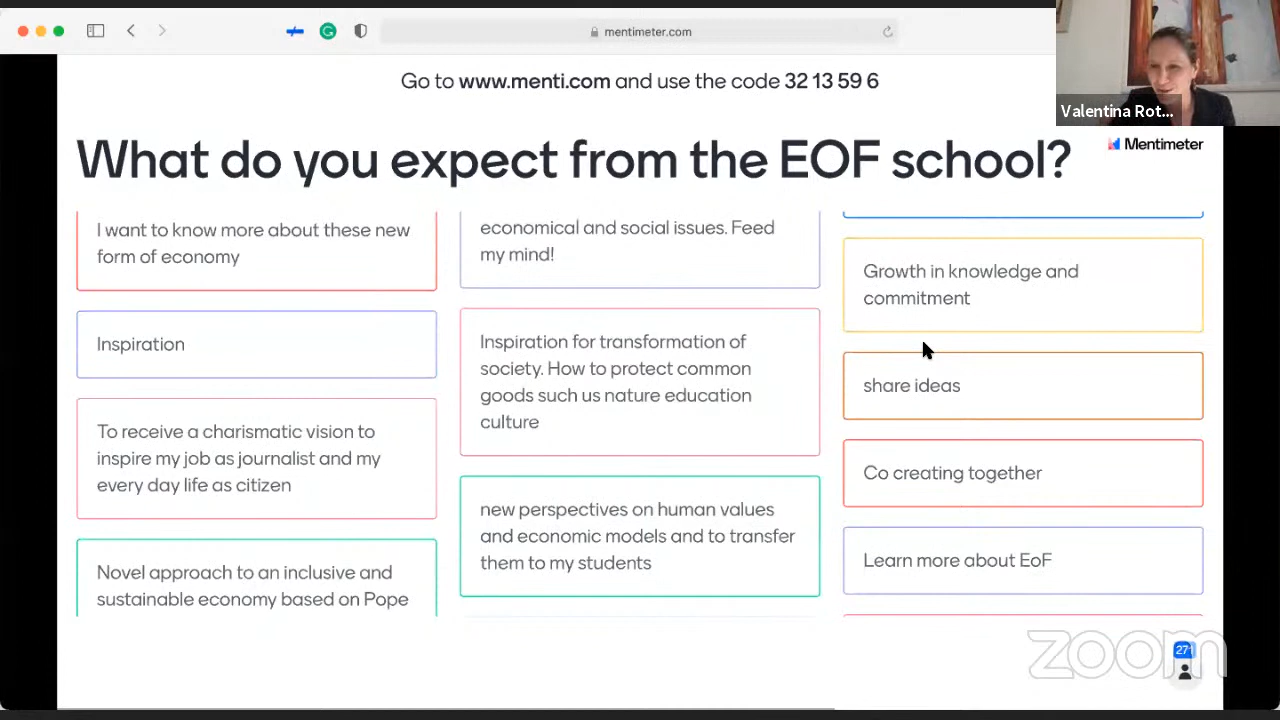 mentimeter.com
Go to www.menti.com and use the code 32 13 59 6
Valentina Rot...
What do you expect from the EOF school?
Mentimeter
I want to know more about these new
form of economy
Inspiration
To receive a charismatic vision to
inspire my job as journalist and my
every day life as citizen
Novel approach to an inclusive and
sustainable economy based on Pope
economical and social issues. Feed
my mind!
Inspiration for transformation of
society. How to protect common
goods such us nature education
culture
new perspectives on human values
and economic models and to transfer
them to my students
Growth in knowledge and
commitment
share ideas
Co creating together
Learn more about EoF
zoom
271